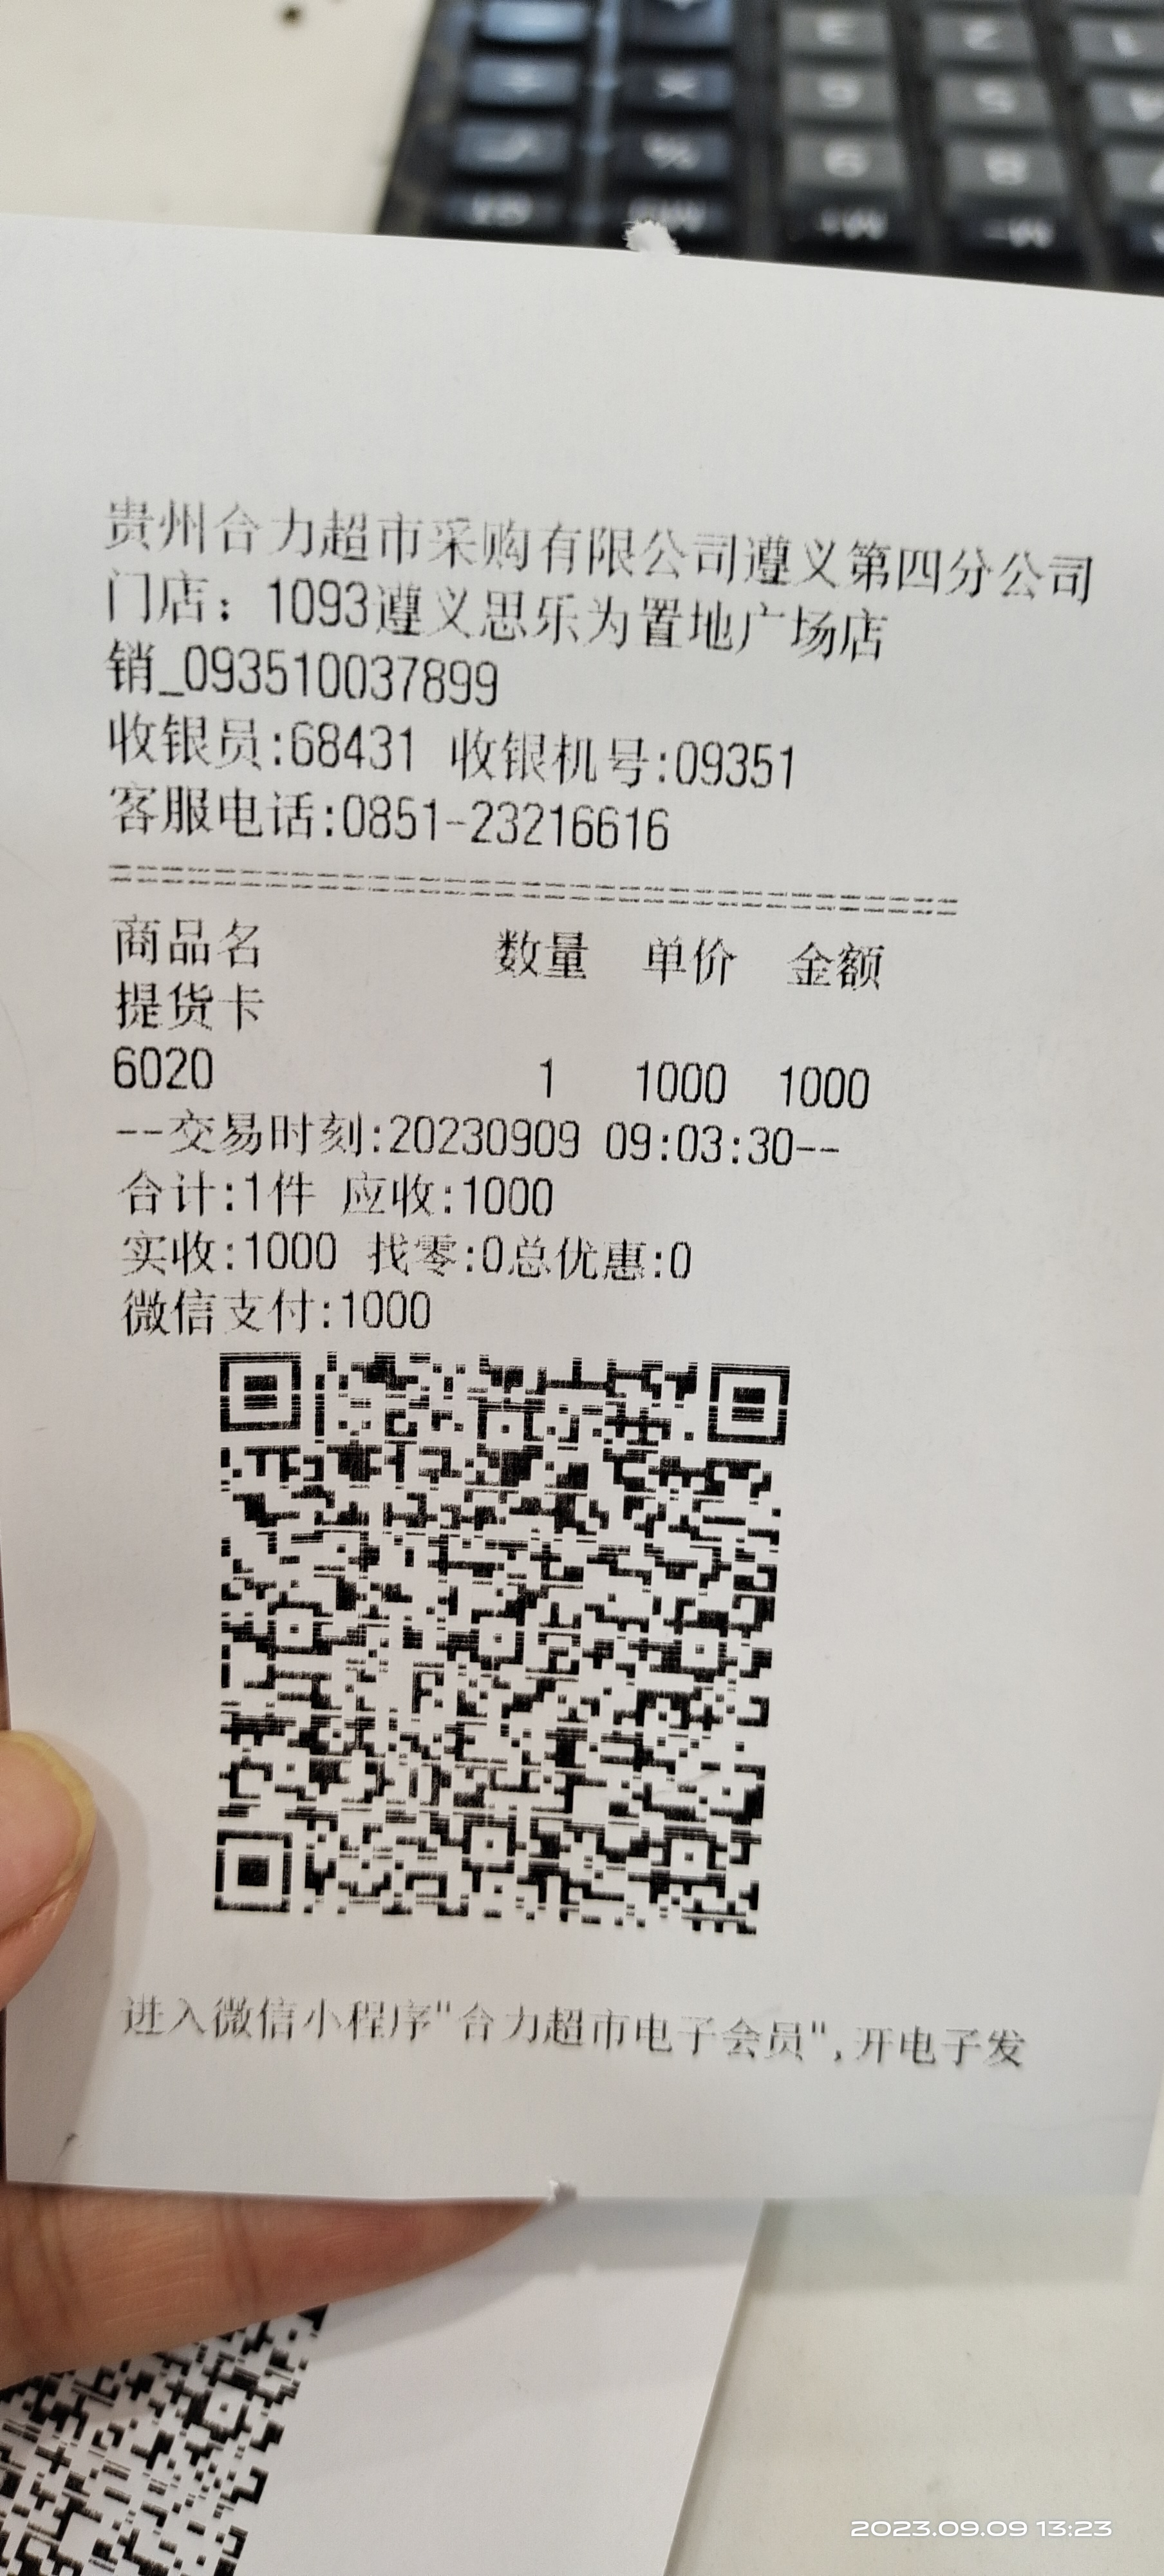 贵州合力超市采购有限公司遵义第四分公司
门店：1093遵义思乐为置地广场店
销_093510037899
收银员:68431 收银机号:09351
客服电话:0851-23216616
商品名 数量 单价 金额
提货卡
6020 1 1000 1000
--交易时刻:20230909 09:03:30--
合计:1件 应收:1000
实收:1000 找零:0总优惠:0
微信支付:1000
进入微信小程序"合力超市电子会员",开电子发
2023.09.09 13:23